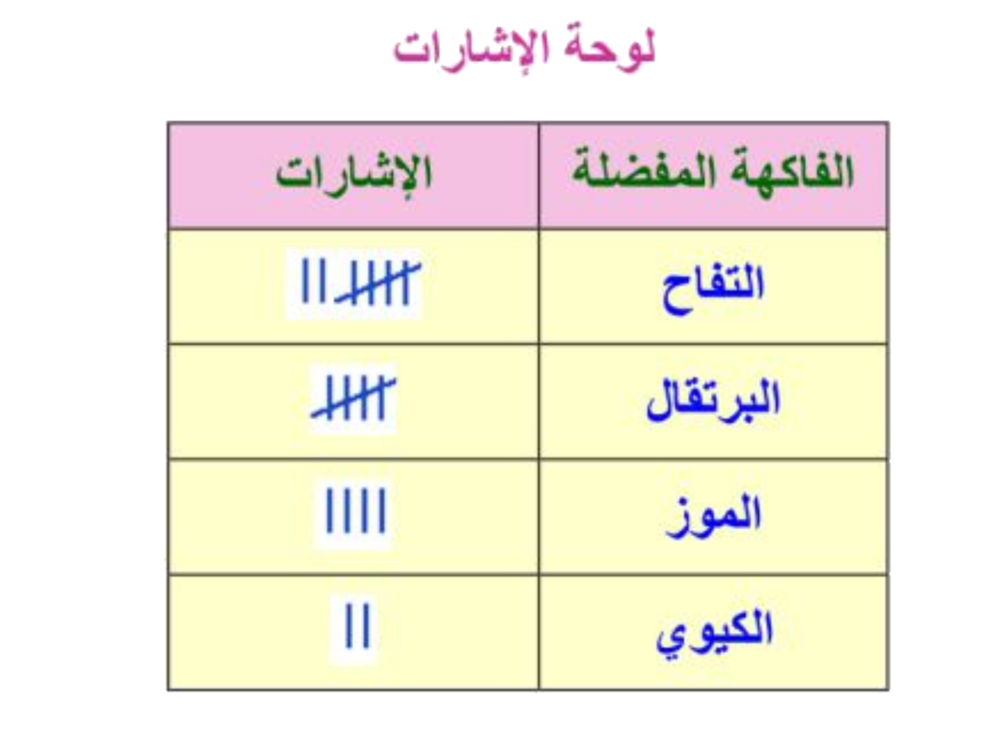 لوحة الإشارات
الفاكهة المفضلة الإشارات
التفاح
البرتقال
الموز
الكيوي